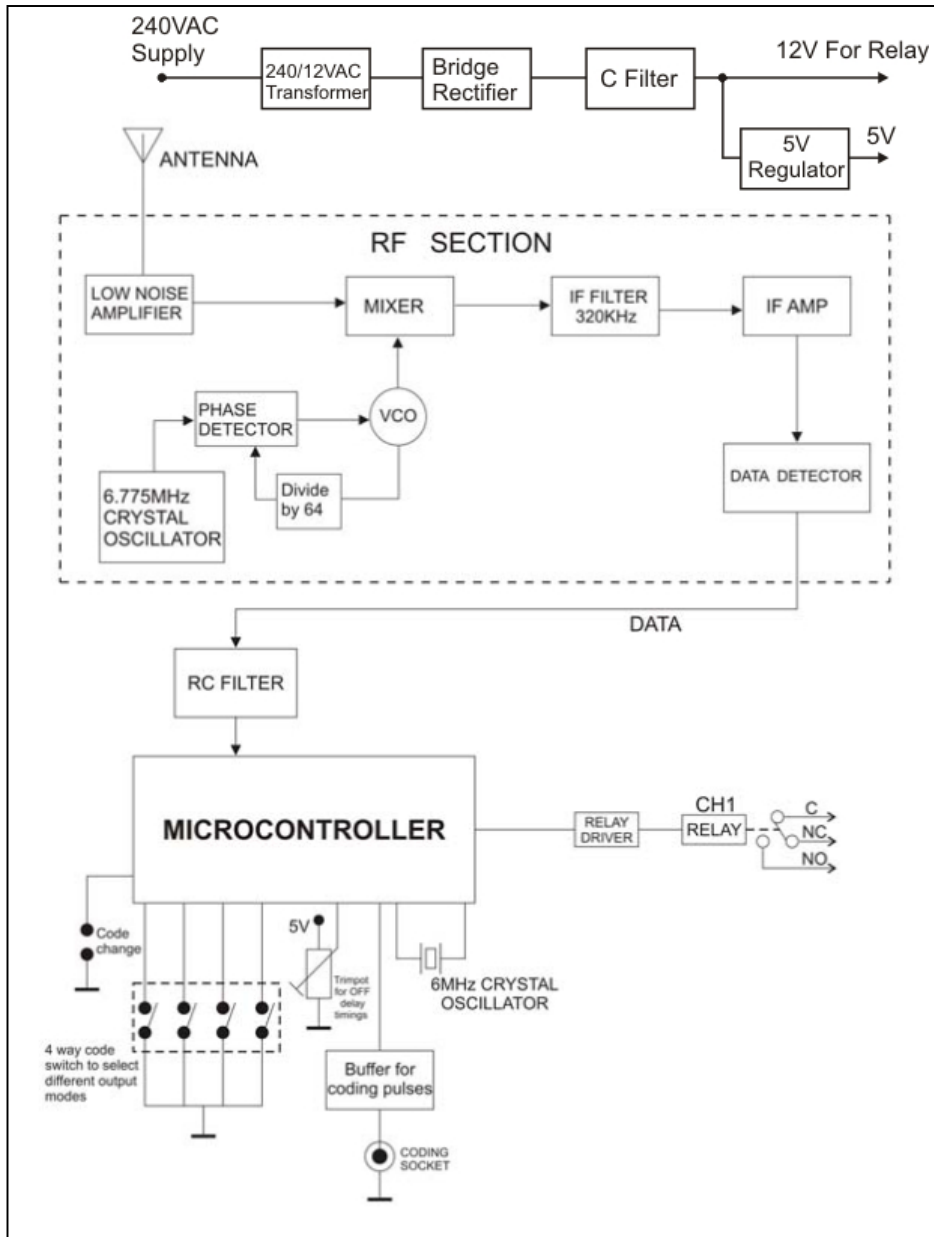 240VAC
Supply
240/12VAC
Transformer
Bridge
Rectifier
C Filter
12V For Relay
5V
Regulator
5V
ANTENNA
RF SECTION
LOW NOISE
AMPLIFIER
MIXER
IF FILTER
320KHz
IF AMP
PHASE
DETECTOR
VCO
6.775MHz
CRYSTAL
OSCILLATOR
Divide
by 64
DATA DETECTOR
DATA
RC FILTER
MICROCONTROLLER
RELAY
DRIVER
CH1
RELAY
C
NC
NO
Code
change
5V
Trimpot
for OFF
delay
timings
6MHz CRYSTAL
OSCILLATOR
4 way code
switch to select
different output
modes
Buffer for
coding pulses
CODING
SOCKET